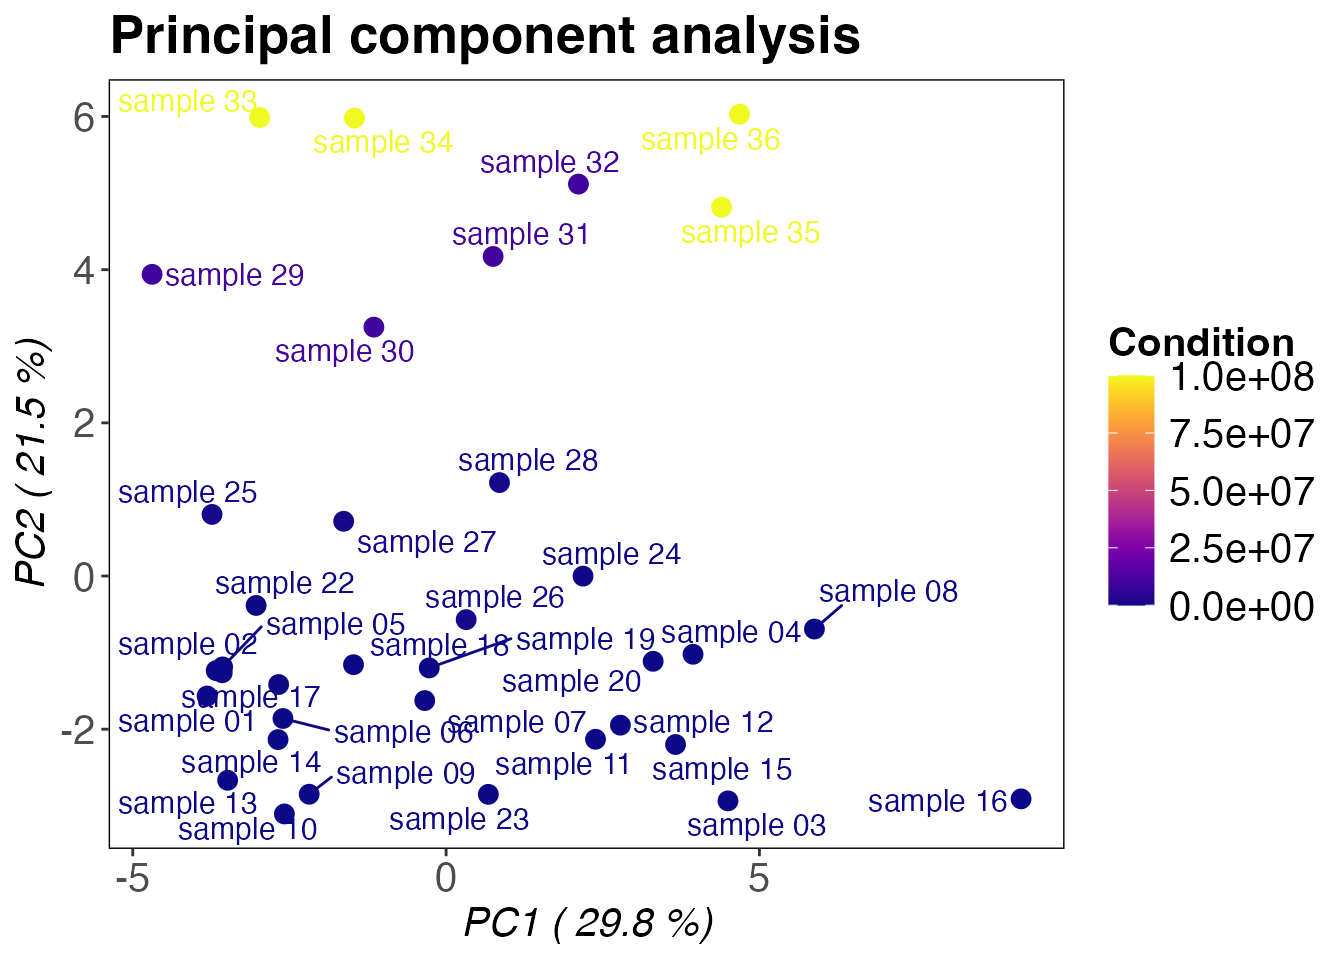 Principal component analysis
sample 33
sample 34
sample 36
sample 32
sample 35
sample 31
sample 29
sample 30
sample 28
sample 25
sample 27
sample 24
sample 22
sample 26
sample 08
sample 05
sample 02
sample 18
sample 19
sample 04
sample 20
sample 17
sample 01
sample 07
sample 12
sample 06
sample 14
sample 11
sample 09
sample 15
sample 13
sample 10
sample 23
sample 03
sample 16
6
4
2
0
-2
-5
0
5
PC2 ( 21.5 %)
PC1 ( 29.8 %)
Condition
1.0e+08
7.5e+07
5.0e+07
2.5e+07
0.0e+00